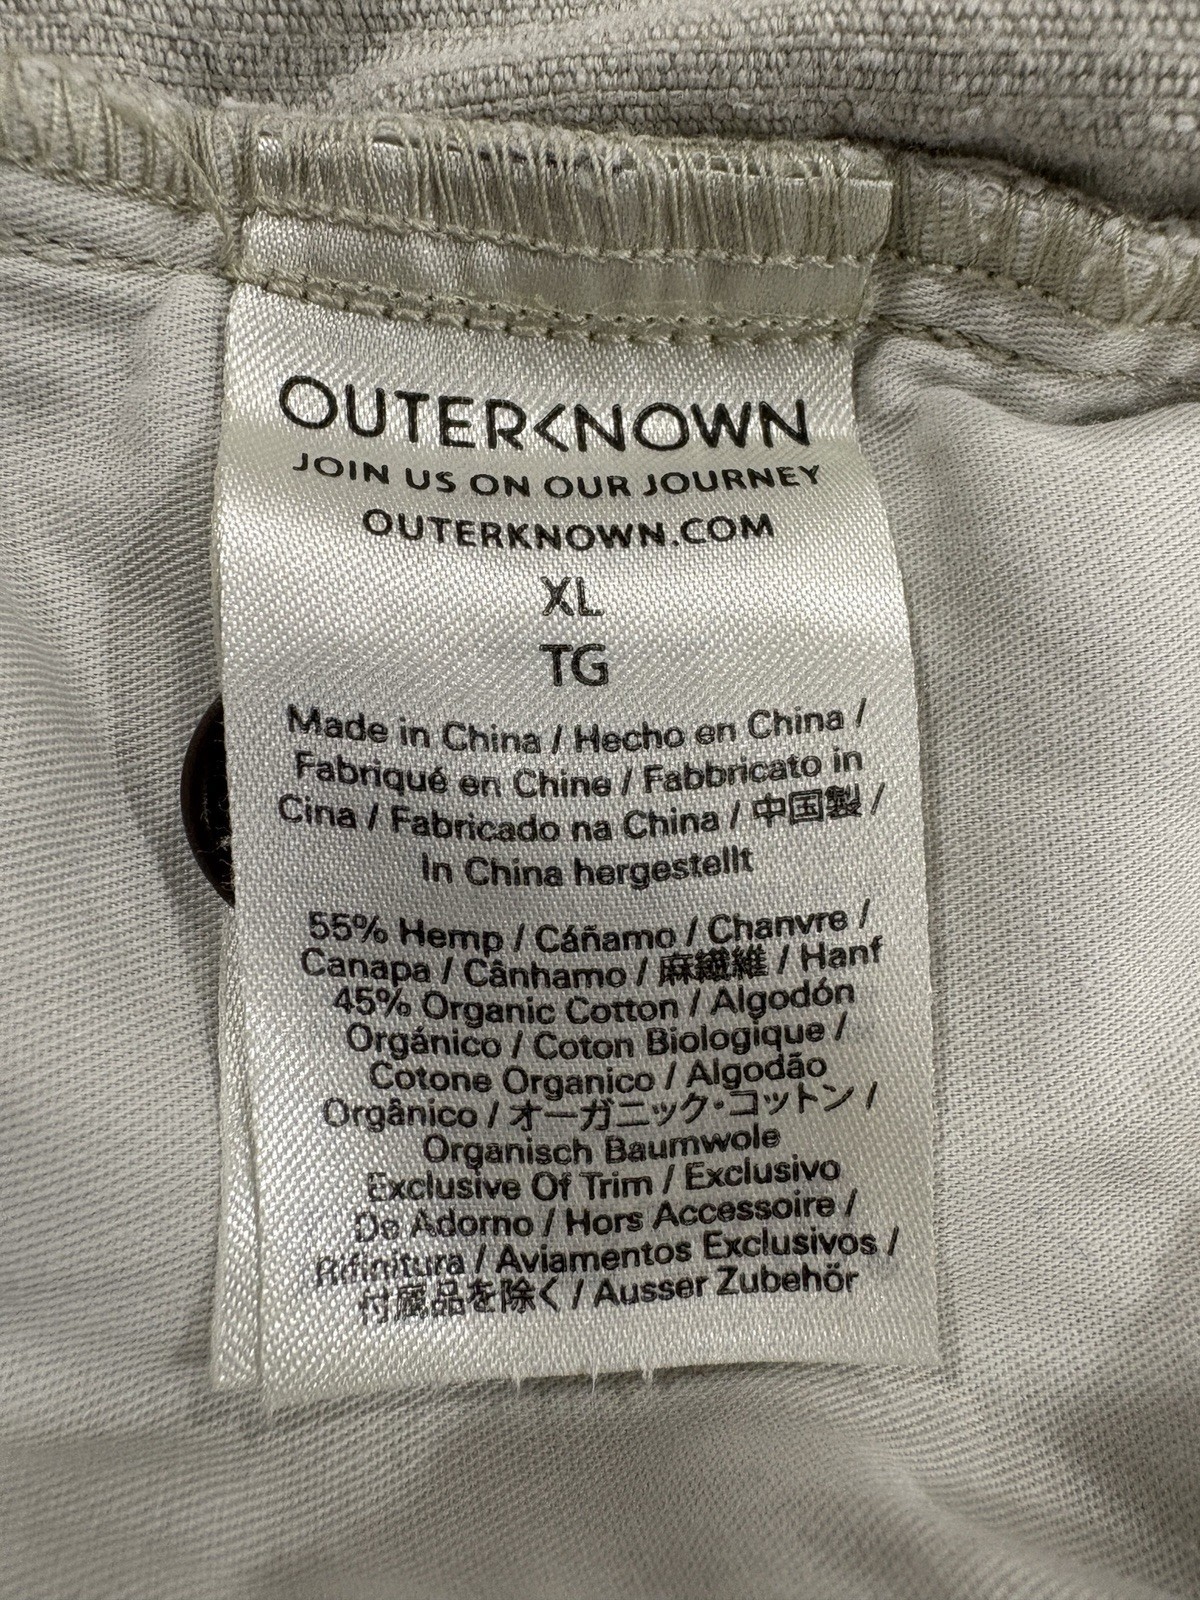 OUTERKNOWN
JOIN US ON OUR JOURNEY
OUTERKNOWN.COM
XL
TG
Made in China / Hecho en China /
Fabriqué en Chine / Fabbricato in
Cina / Fabricado na China / 中国製 /
In China hergestellt
55% Hemp / Cáñamo / Chanvre /
Canapa / Cânhamo / 麻繊維 / Hanf
45% Organic Cotton / Algodón
Orgánico / Coton Biologique /
Cotone Organico / Algodão
Orgânico / オーガニック・コットン /
Organisch Baumwole
Exclusive Of Trim / Exclusivo
De Adorno / Hors Accessoire /
Rifinitura / Aviamentos Exclusivos /
付属品を除く / Ausser Zubehör